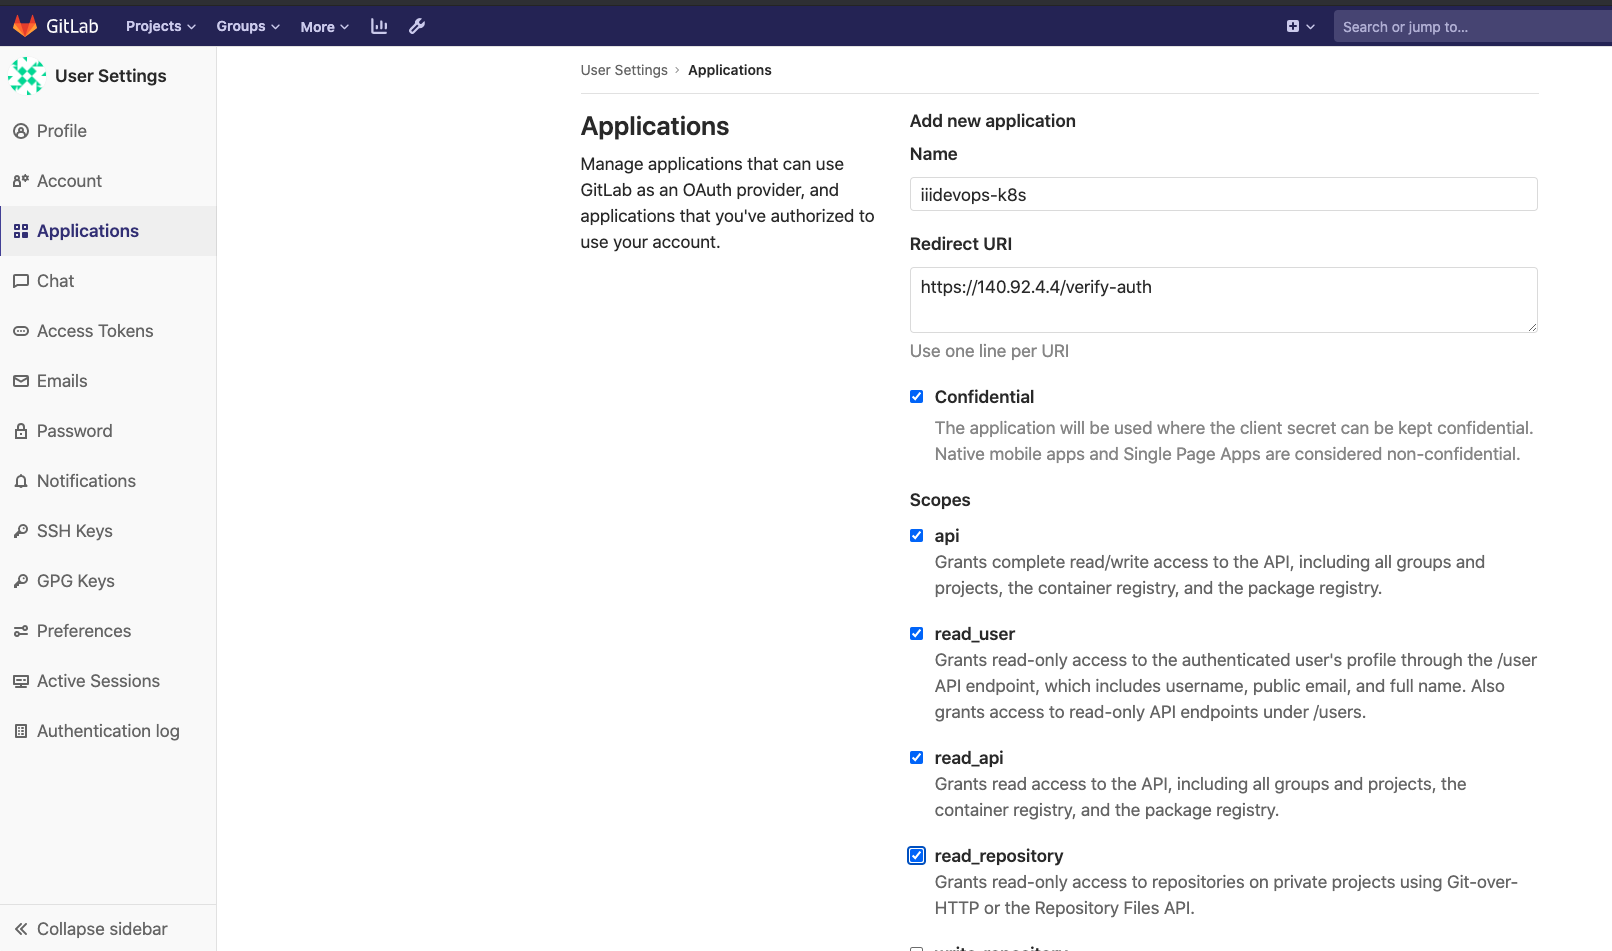 GitLab
Projects
Groups
More
Search or jump to...
User Settings
Profile
Account
Applications
Chat
Access Tokens
Emails
Password
Notifications
SSH Keys
GPG Keys
Preferences
Active Sessions
Authentication log
Collapse sidebar
User Settings › Applications
Applications
Manage applications that can use
GitLab as an OAuth provider, and
applications that you've authorized to
use your account.
Add new application
Name
iiidevops-k8s
Redirect URI
https://140.92.4.4/verify-auth
Use one line per URI
Confidential
The application will be used where the client secret can be kept confidential.
Native mobile apps and Single Page Apps are considered non-confidential.
Scopes
api
Grants complete read/write access to the API, including all groups and
projects, the container registry, and the package registry.
read_user
Grants read-only access to the authenticated user's profile through the /user
API endpoint, which includes username, public email, and full name. Also
grants access to read-only API endpoints under /users.
read_api
Grants read access to the API, including all groups and projects, the
container registry, and the package registry.
read_repository
Grants read-only access to repositories on private projects using Git-over-
HTTP or the Repository Files API.